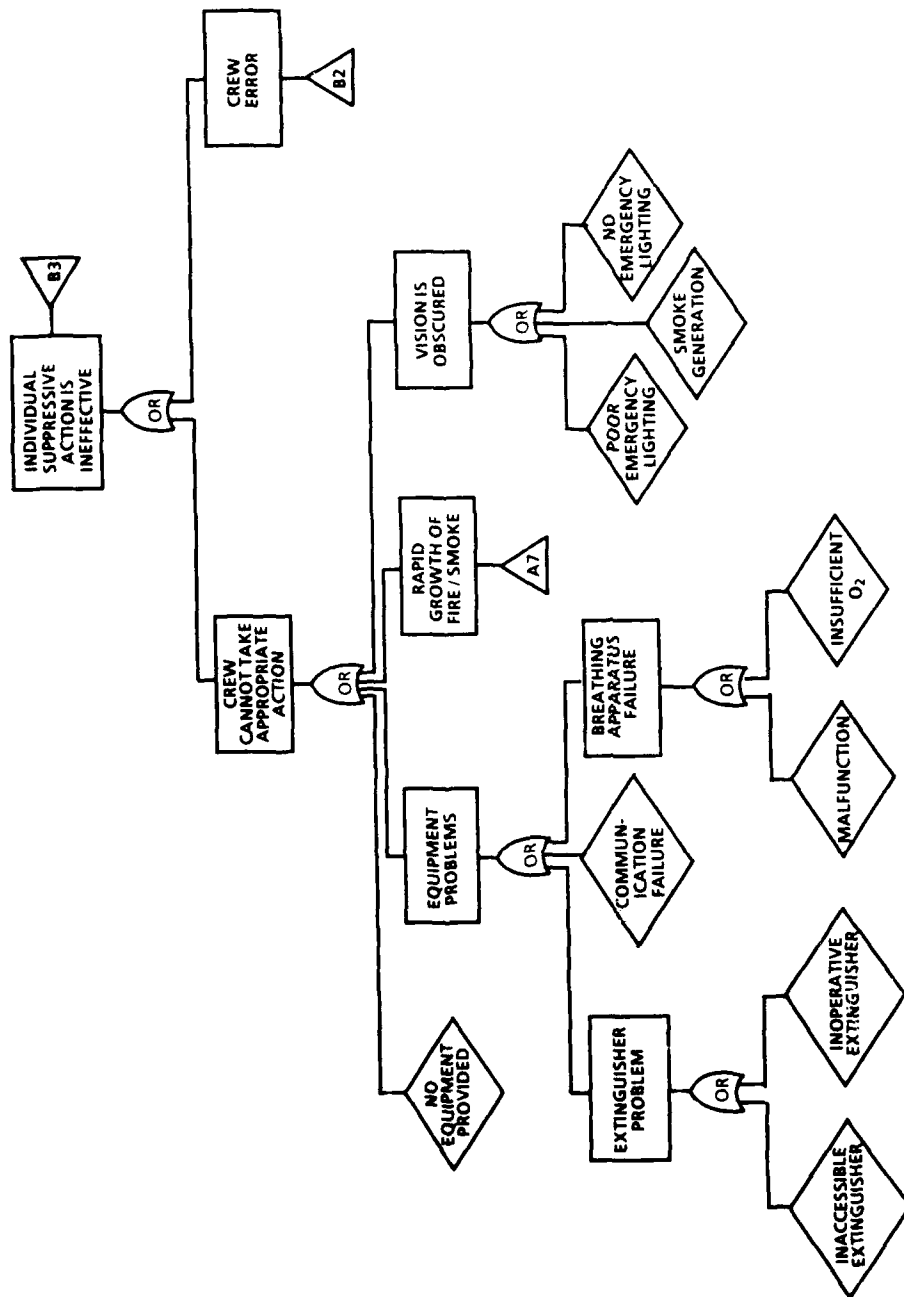 INDIVIDUAL
SUPPRESSIVE
ACTION IS
INEFFECTIVE
B3
OR
CREW
CANNOT TAKE
APPROPRIATE
ACTION
CREW
ERROR
B2
OR
NO
EQUIPMENT
PROVIDED
EQUIPMENT
PROBLEMS
RAPID
GROWTH OF
FIRE / SMOKE
A7
VISION IS
OBSCURED
OR
OR
POOR
EMERGENCY
LIGHTING
SMOKE
GENERATION
NO
EMERGENCY
LIGHTING
EXTINGUISHER
PROBLEM
COMMUN-
ICATION
FAILURE
BREATHING
APPARATUS
FAILURE
OR
OR
INACCESSIBLE
EXTINGUISHER
INOPERATIVE
EXTINGUISHER
MALFUNCTION
INSUFFICIENT
O₂